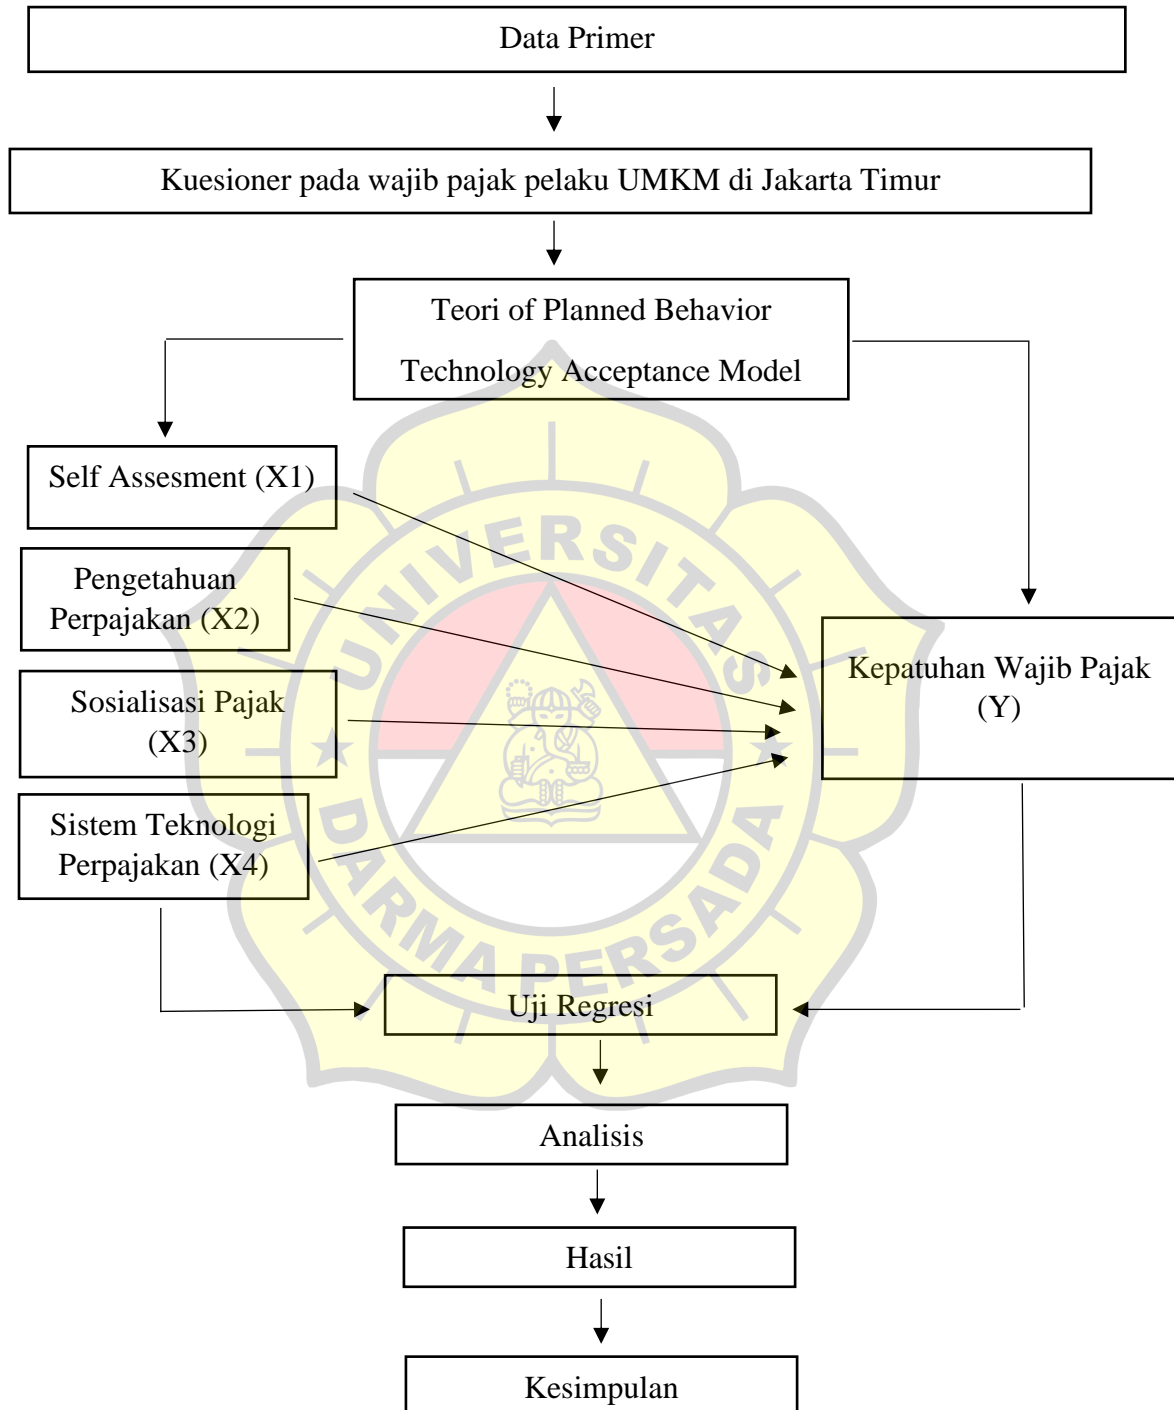 Data Primer
Kuesioner pada wajib pajak pelaku UMKM di Jakarta Timur
Teori of Planned Behavior
Technology Acceptance Model
Self Assesment (X1)
Pengetahuan
Perpajakan (X2)
Sosialisasi Pajak
(X3)
Sistem Teknologi
Perpajakan (X4)
Kepatuhan Wajib Pajak
(Y)
UNIVERSITAS
DARMA PERSADA
Uji Regresi
Analisis
Hasil
Kesimpulan